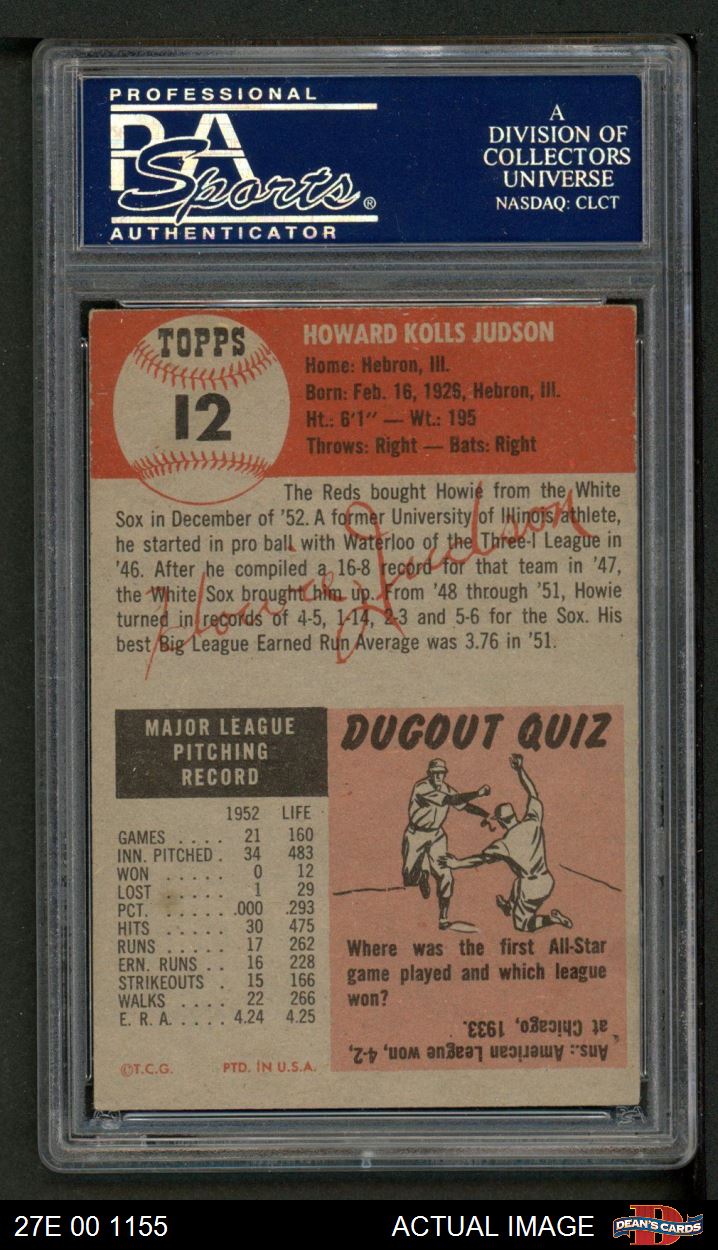 PROFESSIONAL
PSA
Sports®
AUTHENTICATOR
A
DIVISION OF
COLLECTORS
UNIVERSE
NASDAQ: CLCT
TOPPS
12
HOWARD KOLLS JUDSON
Home: Hebron, Ill.
Born: Feb. 16, 1926, Hebron, Ill.
Ht.: 6'1" — Wt.: 195
Throws: Right — Bats: Right
The Reds bought Howie from the White
Sox in December of '52. A former University of Illinois athlete,
he started in pro ball with Waterloo of the Three-I League in
'46. After he compiled a 16-8 record for that team in '47,
the White Sox brought him up. From '48 through '51, Howie
turned in records of 4-5, 1-14, 2-3 and 5-6 for the Sox. His
best Big League Earned Run Average was 3.76 in '51.
Howie Judson
MAJOR LEAGUE
PITCHING
RECORD
1952 LIFE
GAMES . . . . 21 160
INN. PITCHED . 34 483
WON . . . . . 0 12
LOST . . . . . 1 29
PCT. . . . . . .000 .293
HITS . . . . . 30 475
RUNS . . . . . 17 262
ERN. RUNS . . 16 228
STRIKEOUTS . 15 166
WALKS . . . . 22 266
E. R. A. . . . . 4.24 4.25
©T.C.G. PTD. IN U.S.A.
DUGOUT QUIZ
Where was the first All-Star
game played and which league
won?
Ans.: American League won, 4-2,
at Chicago, 1933.
27E 00 1155
ACTUAL IMAGE
DEAN'S CARDS